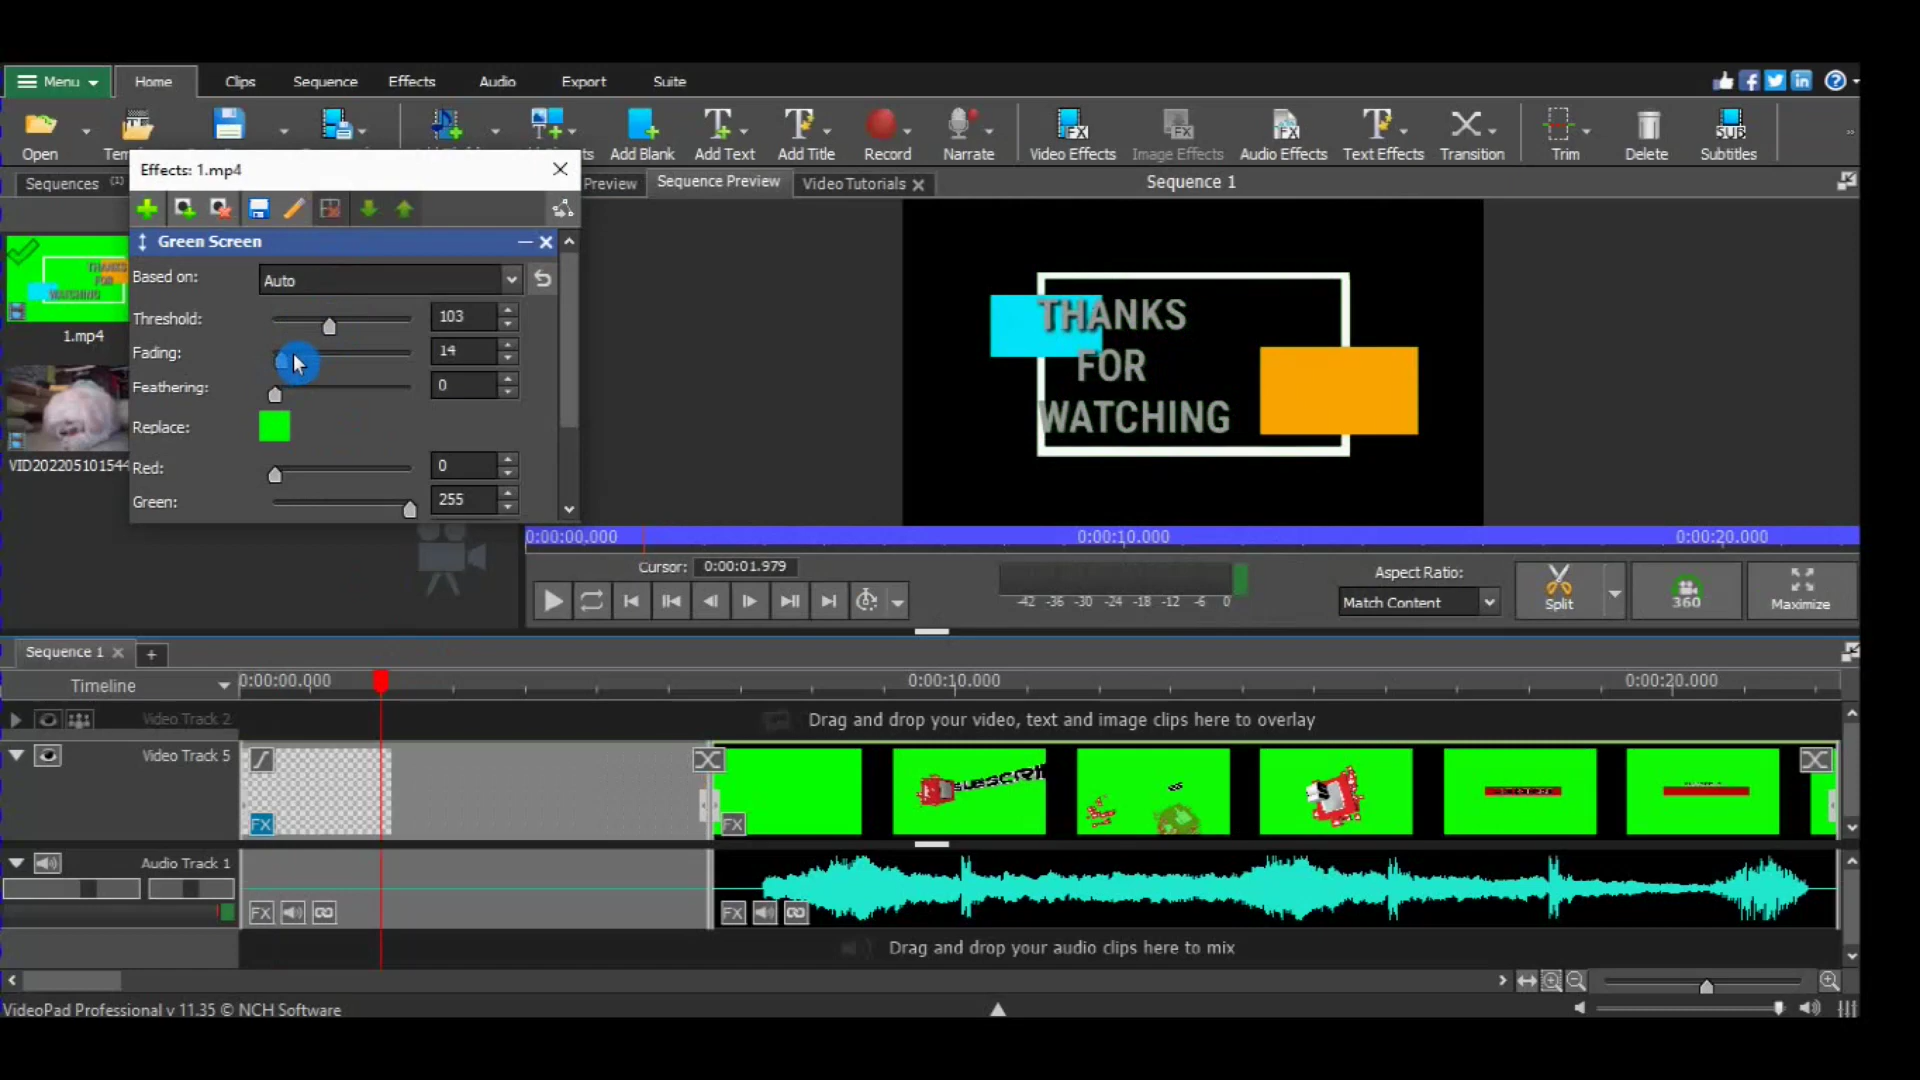 Menu Home Clips Sequence Effects Audio Export Suite
Open Add Blank Add Text Add Title Record Narrate Video Effects Image Effects Audio Effects Text Effects Transition Trim Delete Subtitles
Effects: 1.mp4
Sequences (1) Preview Sequence Preview Video Tutorials Sequence 1
Green Screen
Based on: Auto
Threshold: 103
Fading: 14
Feathering: 0
Replace:
Red: 0
Green: 255
THANKS
FOR
WATCHING
1.mp4
VID202205101544
THANKS
FOR
WATCHING
0:00:00.000 0:00:10.000 0:00:20.000
Cursor: 0:00:01.979
-42 -36 -30 -24 -18 -12 -6 0
Aspect Ratio:
Match Content
Split 360 Maximize
Sequence 1
Timeline 0:00:00.000 0:00:10.000 0:00:20.000
Video Track 2 Drag and drop your video, text and image clips here to overlay
Video Track 5
FX FX
Audio Track 1
FX FX
Drag and drop your audio clips here to mix
VideoPad Professional v 11.35 © NCH Software